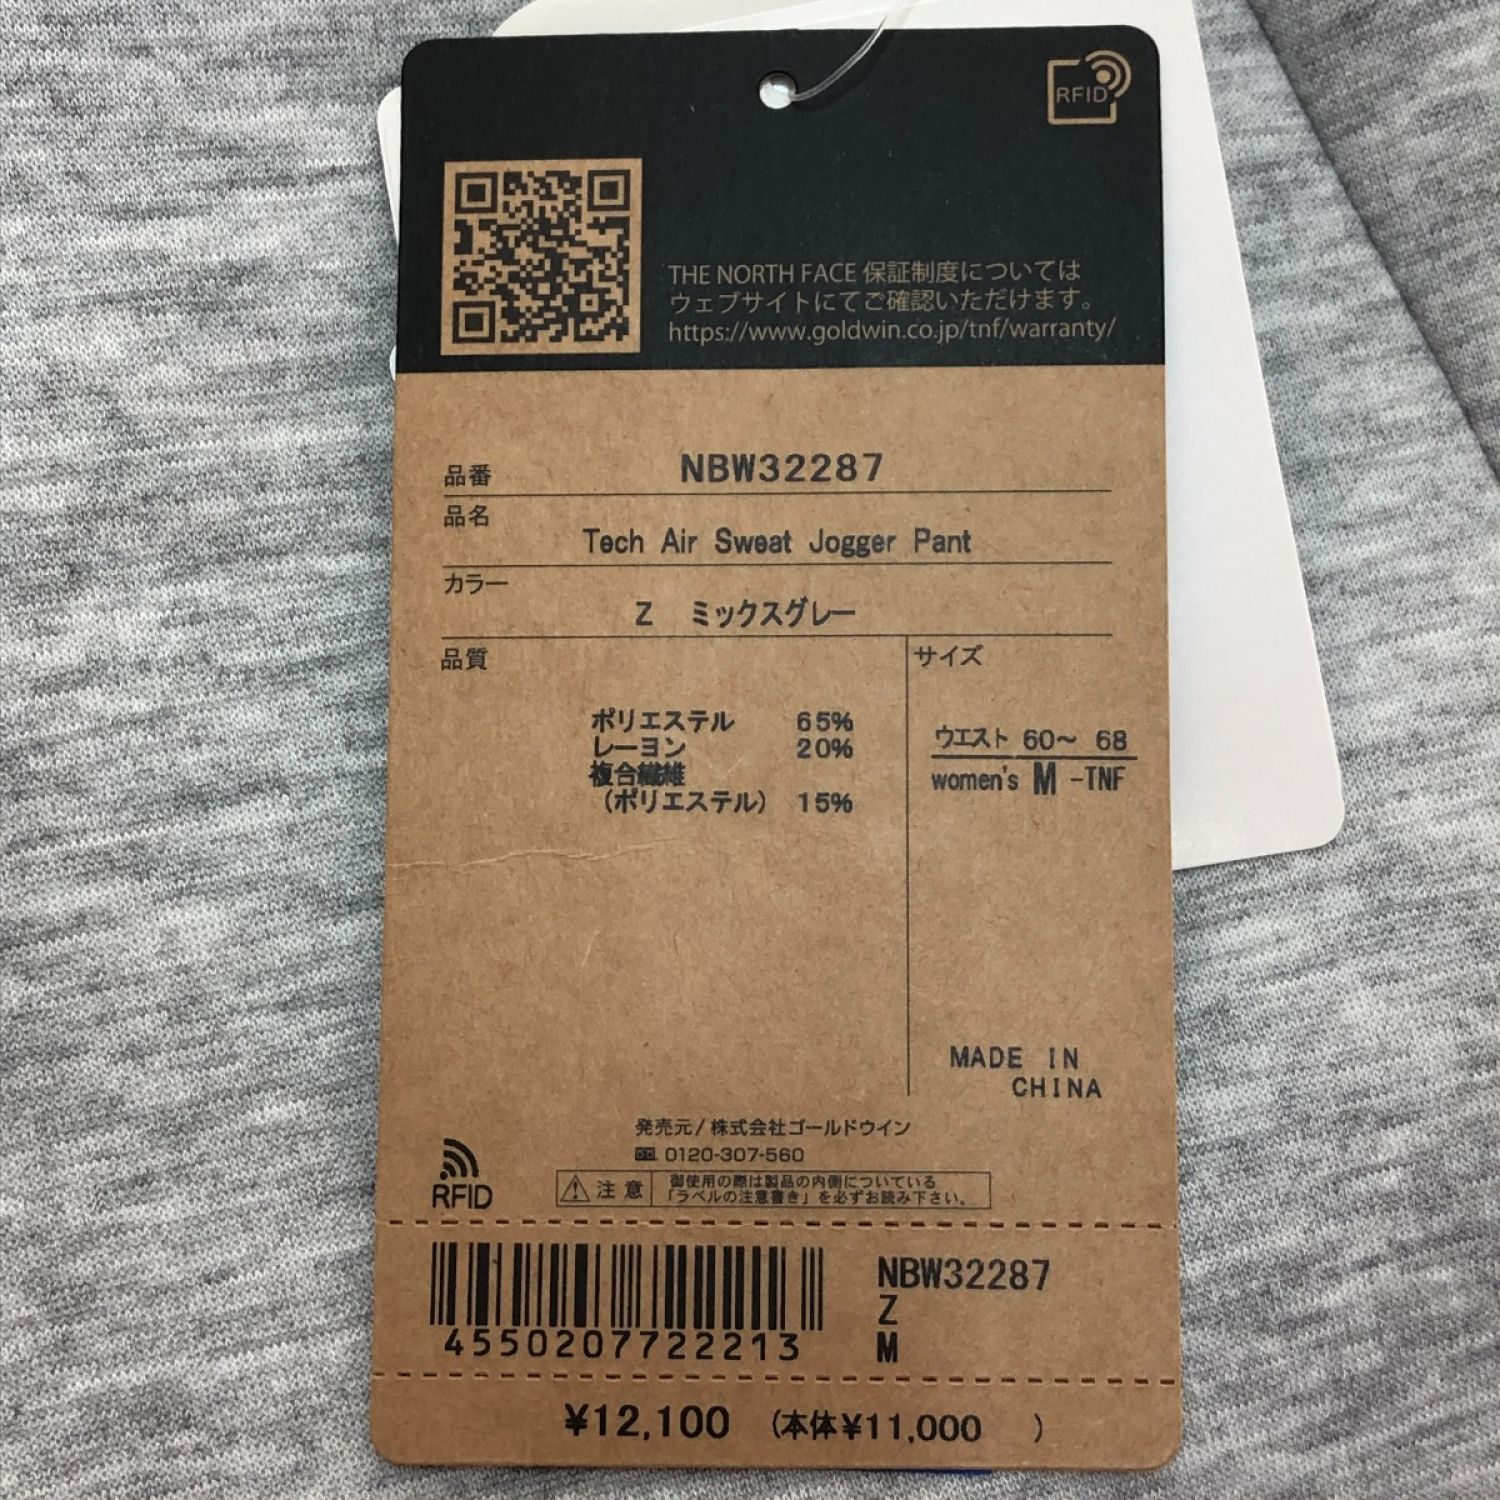 RFID
THE NORTH FACE 保証制度については
ウェブサイトにてご確認いただけます。
https://www.goldwin.co.jp/tnf/warranty/
品番 NBW32287
品名
Tech Air Sweat Jogger Pant
カラー
Z ミックスグレー
品質
ポリエステル 65%
レーヨン 20%
複合繊維
(ポリエステル) 15%
サイズ
ウエスト 60〜 68
women's M -TNF
MADE IN
CHINA
発売元/株式会社ゴールドウイン
0120-307-560
RFID
注意
御使用の際は製品の内側についている
「ラベルの注意書き」を必ずお読み下さい。
4550207722213
NBW32287
Z
M
¥12,100 (本体¥11,000 )